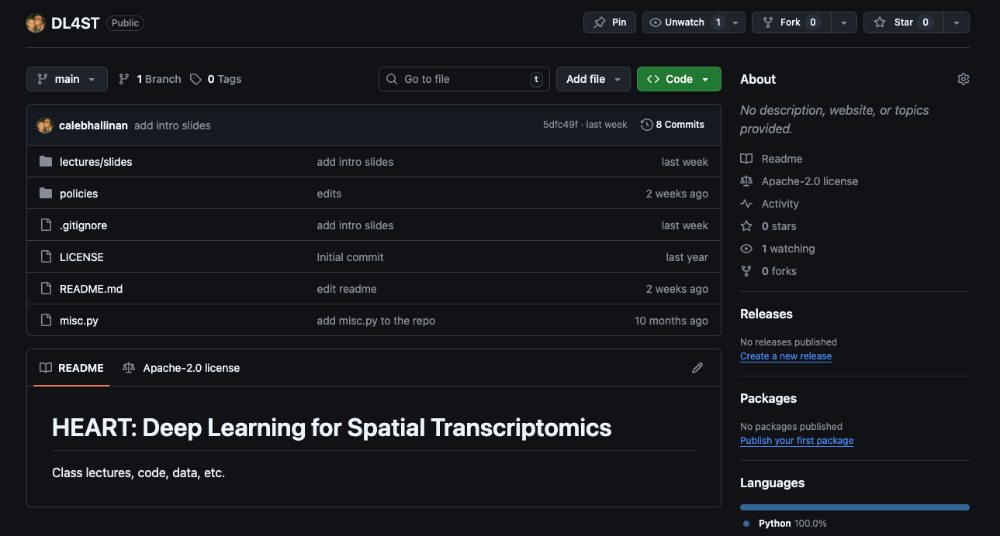 DL4ST Public Pin Unwatch 1 Fork 0 Star 0
main 1 Branch 0 Tags Go to file t Add file Code
calebhallinan add intro slides 5dfc49f · last week 8 Commits
lectures/slides add intro slides last week
policies edits 2 weeks ago
.gitignore add intro slides last week
LICENSE Initial commit last year
README.md edit readme 2 weeks ago
misc.py add misc.py to the repo 10 months ago
README Apache-2.0 license
HEART: Deep Learning for Spatial Transcriptomics
Class lectures, code, data, etc.
About
No description, website, or topics
provided.
Readme
Apache-2.0 license
Activity
0 stars
1 watching
0 forks
Releases
No releases published
Create a new release
Packages
No packages published
Publish your first package
Languages
Python 100.0%